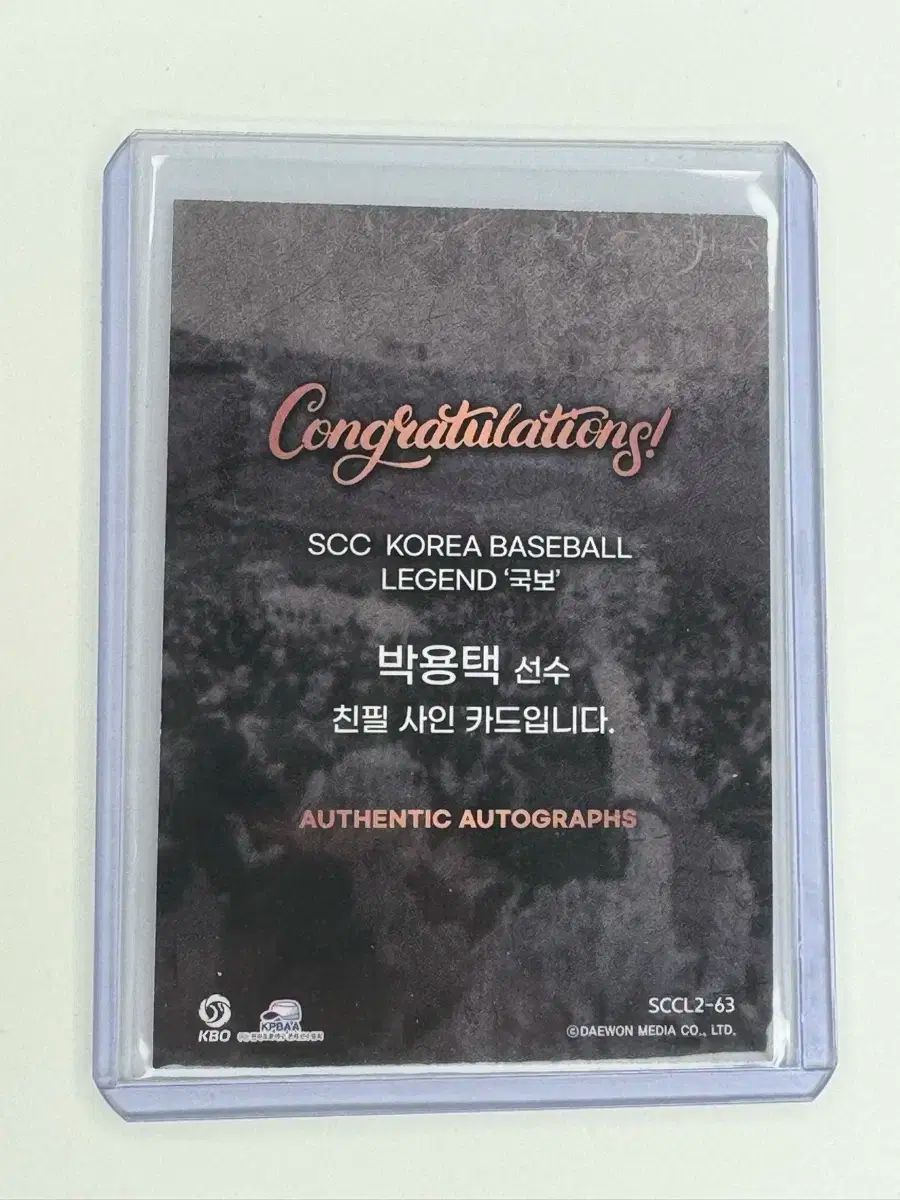 Congratulations!
SCC KOREA BASEBALL
LEGEND ‘국보’
박용택 선수
친필 사인 카드입니다.
AUTHENTIC AUTOGRAPHS
SCCL2-63
KBO
KPBAA
©DAEWON MEDIA CO., LTD.